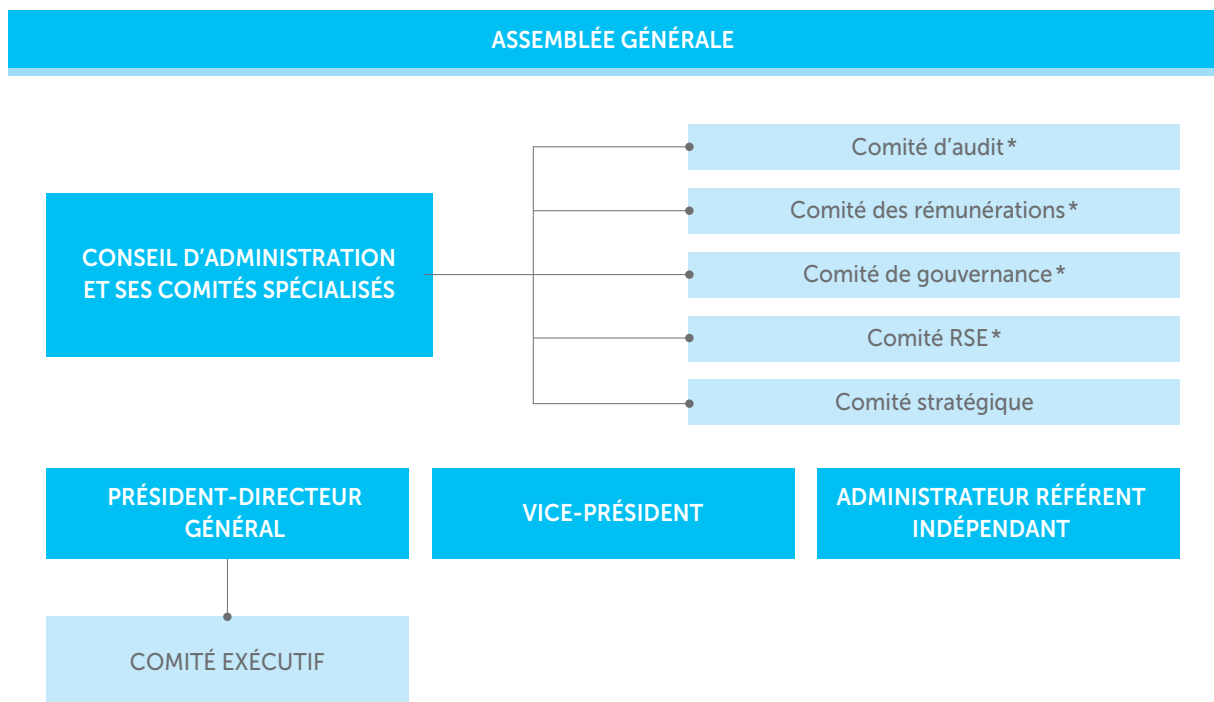 ASSEMBLÉE GÉNÉRALE
CONSEIL D’ADMINISTRATION
ET SES COMITÉS SPÉCIALISÉS
Comité d’audit*
Comité des rémunérations*
Comité de gouvernance*
Comité RSE*
Comité stratégique
PRÉSIDENT-DIRECTEUR
GÉNÉRAL
VICE-PRÉSIDENT
ADMINISTRATEUR RÉFÉRENT
INDÉPENDANT
COMITÉ EXÉCUTIF